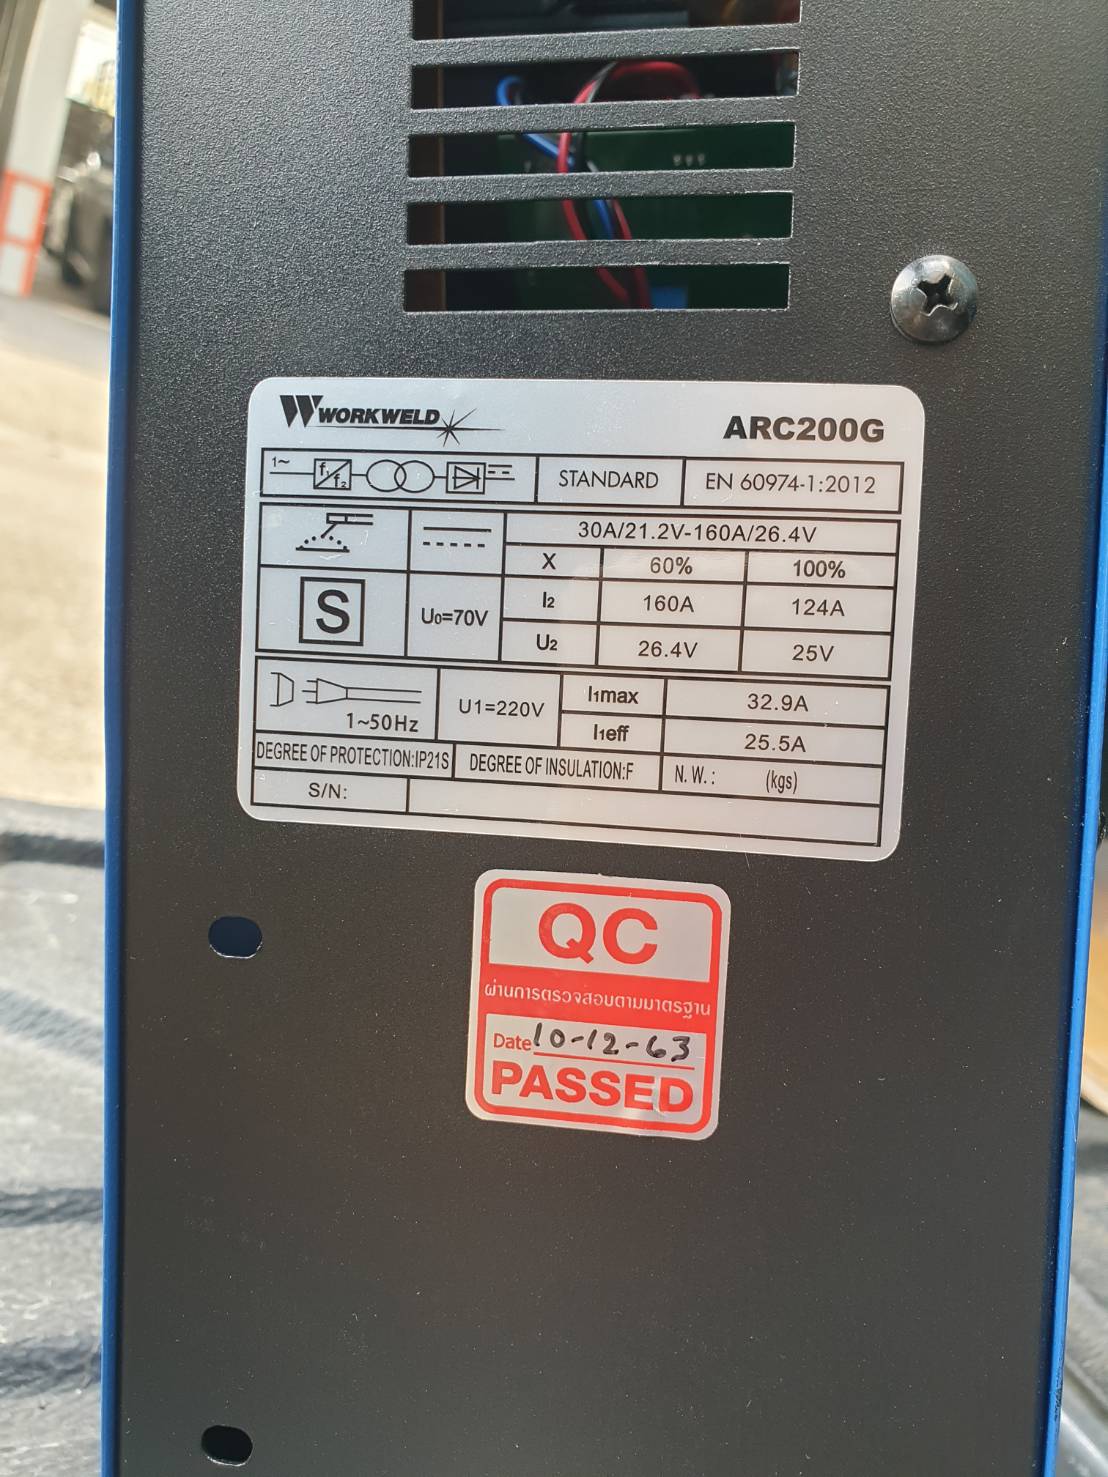 WORKWELD
ARC200G
1~ f1 f2 STANDARD EN 60974-1:2012
30A/21.2V-160A/26.4V
X 60% 100%
S U0=70V I2 160A 124A
U2 26.4V 25V
1~50Hz U1=220V I1max 32.9A
I1eff 25.5A
DEGREE OF PROTECTION:IP21S DEGREE OF INSULATION:F N. W. : (kgs)
S/N:
QC
ผ่านการตรวจสอบตามมาตรฐาน
Date 10-12-63
PASSED